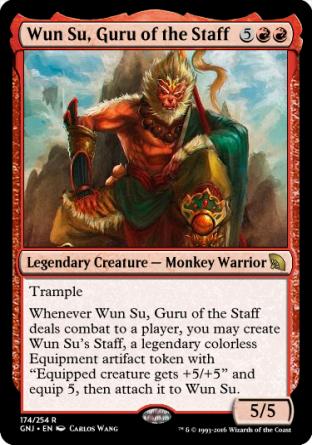 Wun Su, Guru of the Staff 5
Legendary Creature — Monkey Warrior
Trample
Whenever Wun Su, Guru of the Staff
deals combat to a player, you may create
Wun Su's Staff, a legendary colorless
Equipment artifact token with
"Equipped creature gets +5/+5" and
equip 5, then attach it to Wun Su.
5/5
174/254 R
GNJ • EN Carlos Wang
™ & © 1993-2016 Wizards of the Coast